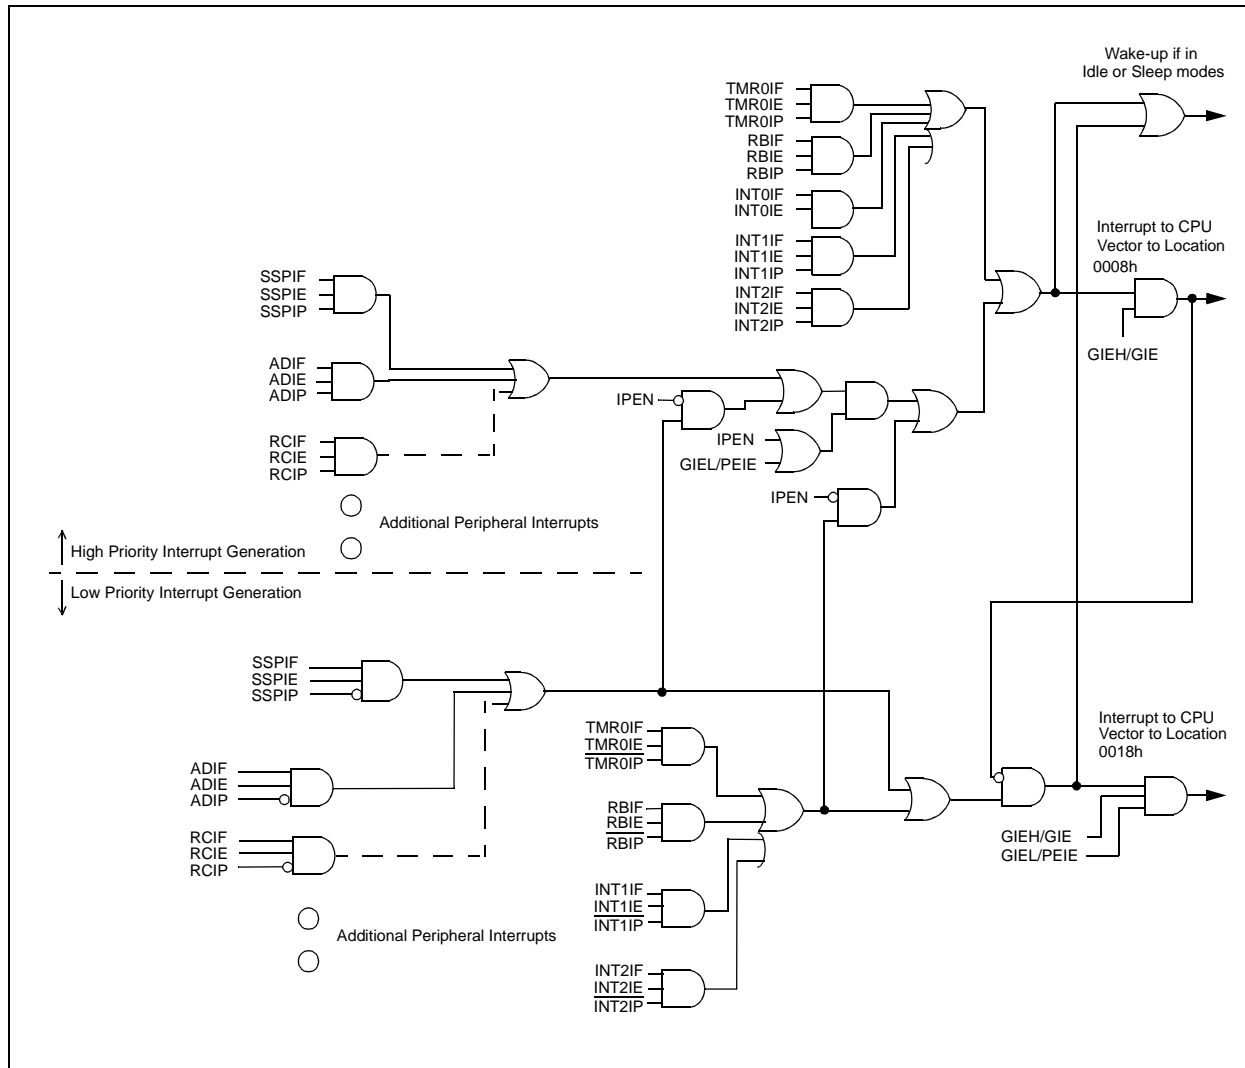 Wake-up if in
Idle or Sleep modes
TMR0IF
TMR0IE
TMR0IP
RBIF
RBIE
RBIP
INT0IF
INT0IE
INT1IF
INT1IE
INT1IP
INT2IF
INT2IE
INT2IP
Interrupt to CPU
Vector to Location
0008h
GIEH/GIE
SSPIF
SSPIE
SSPIP
ADIF
ADIE
ADIP
RCIF
RCIE
RCIP
IPEN
IPEN
GIEL/PEIE
IPEN
Additional Peripheral Interrupts
High Priority Interrupt Generation
Low Priority Interrupt Generation
SSPIF
SSPIE
SSPIP
ADIF
ADIE
ADIP
RCIF
RCIE
RCIP
Additional Peripheral Interrupts
TMR0IF
TMR0IE
TMR0IP
RBIF
RBIE
RBIP
INT1IF
INT1IE
INT1IP
INT2IF
INT2IE
INT2IP
Interrupt to CPU
Vector to Location
0018h
GIEH/GIE
GIEL/PEIE